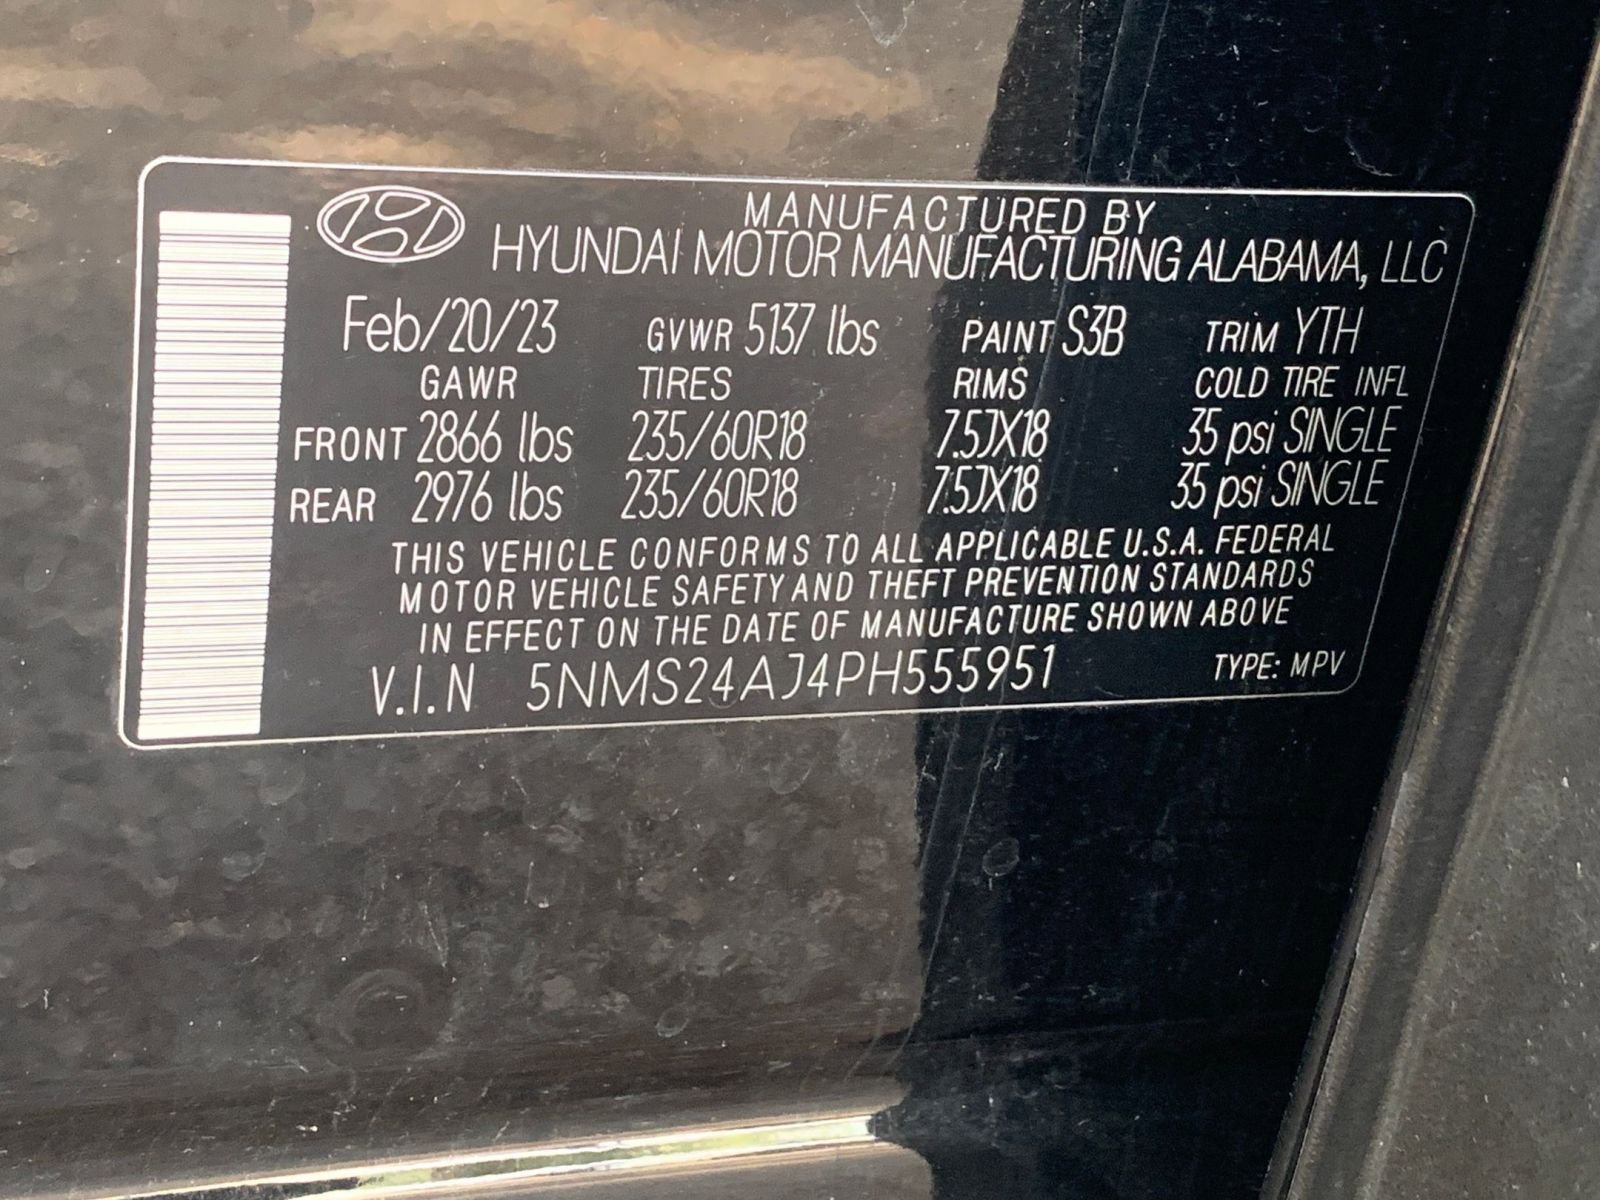 MANUFACTURED BY
HYUNDAI MOTOR MANUFACTURING ALABAMA, LLC
Feb/20/23 GVWR 5137 lbs PAINT S3B TRIM YTH
GAWR TIRES RIMS COLD TIRE INFL
FRONT 2866 lbs 235/60R18 7.5JX18 35 psi SINGLE
REAR 2976 lbs 235/60R18 7.5JX18 35 psi SINGLE
THIS VEHICLE CONFORMS TO ALL APPLICABLE U.S.A. FEDERAL
MOTOR VEHICLE SAFETY AND THEFT PREVENTION STANDARDS
IN EFFECT ON THE DATE OF MANUFACTURE SHOWN ABOVE
V.I.N 5NMS24AJ4PH555951 TYPE: MPV